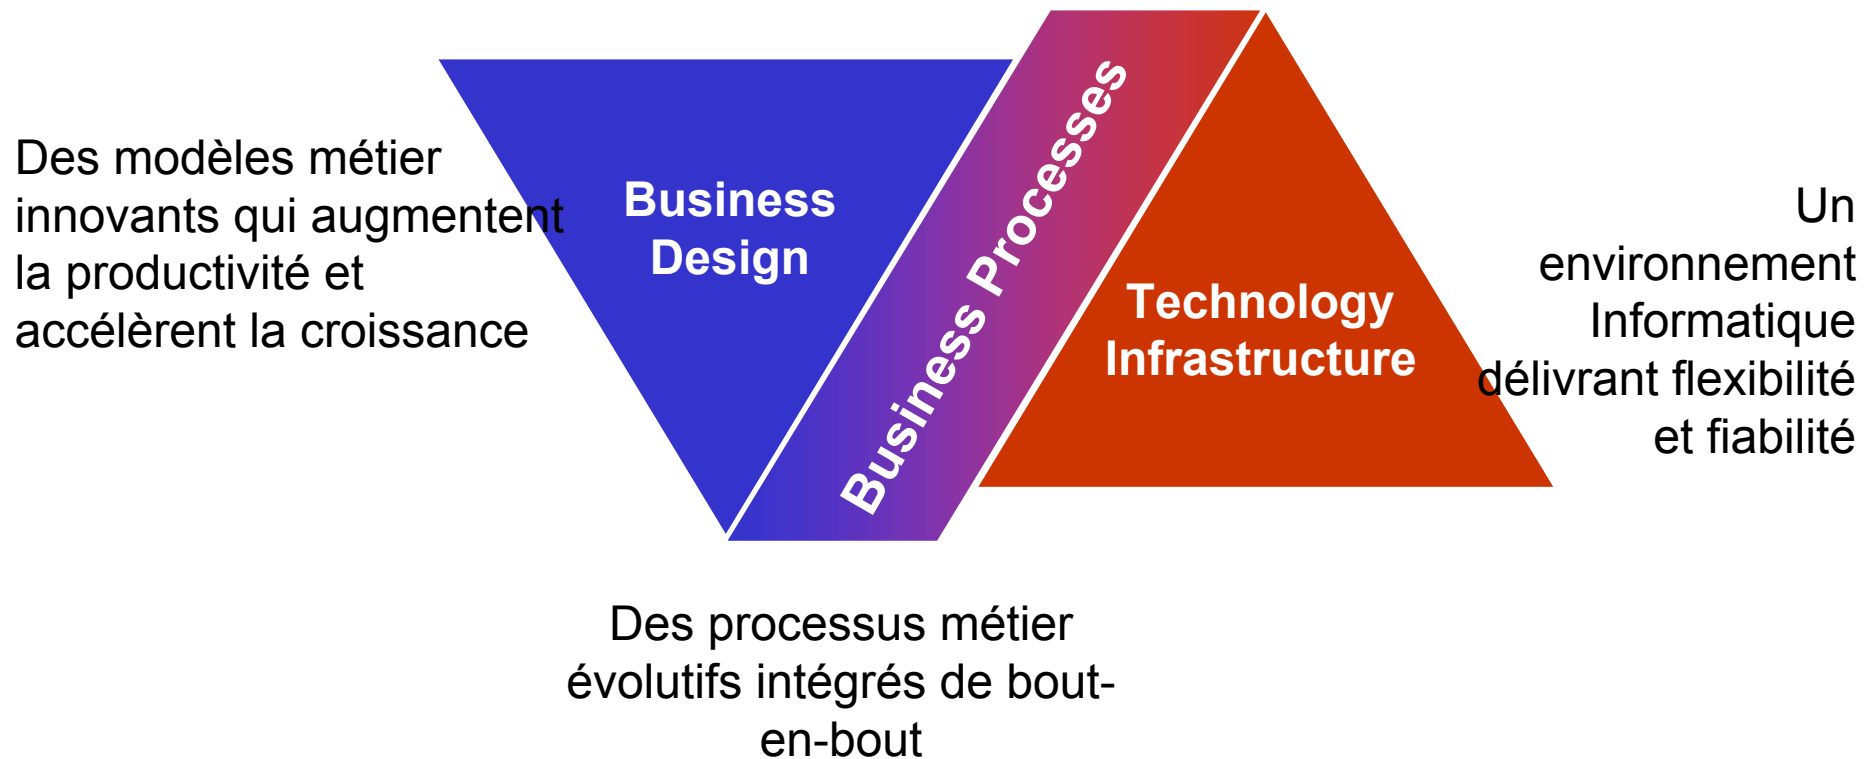 Des modèles métier
innovants qui augmentent
la productivité et
accélèrent la croissance
Business
Design
Business Processes
Technology
Infrastructure
Un
environnement
Informatique
délivrant flexibilité
et fiabilité
Des processus métier
évolutifs intégrés de bout-
en-bout